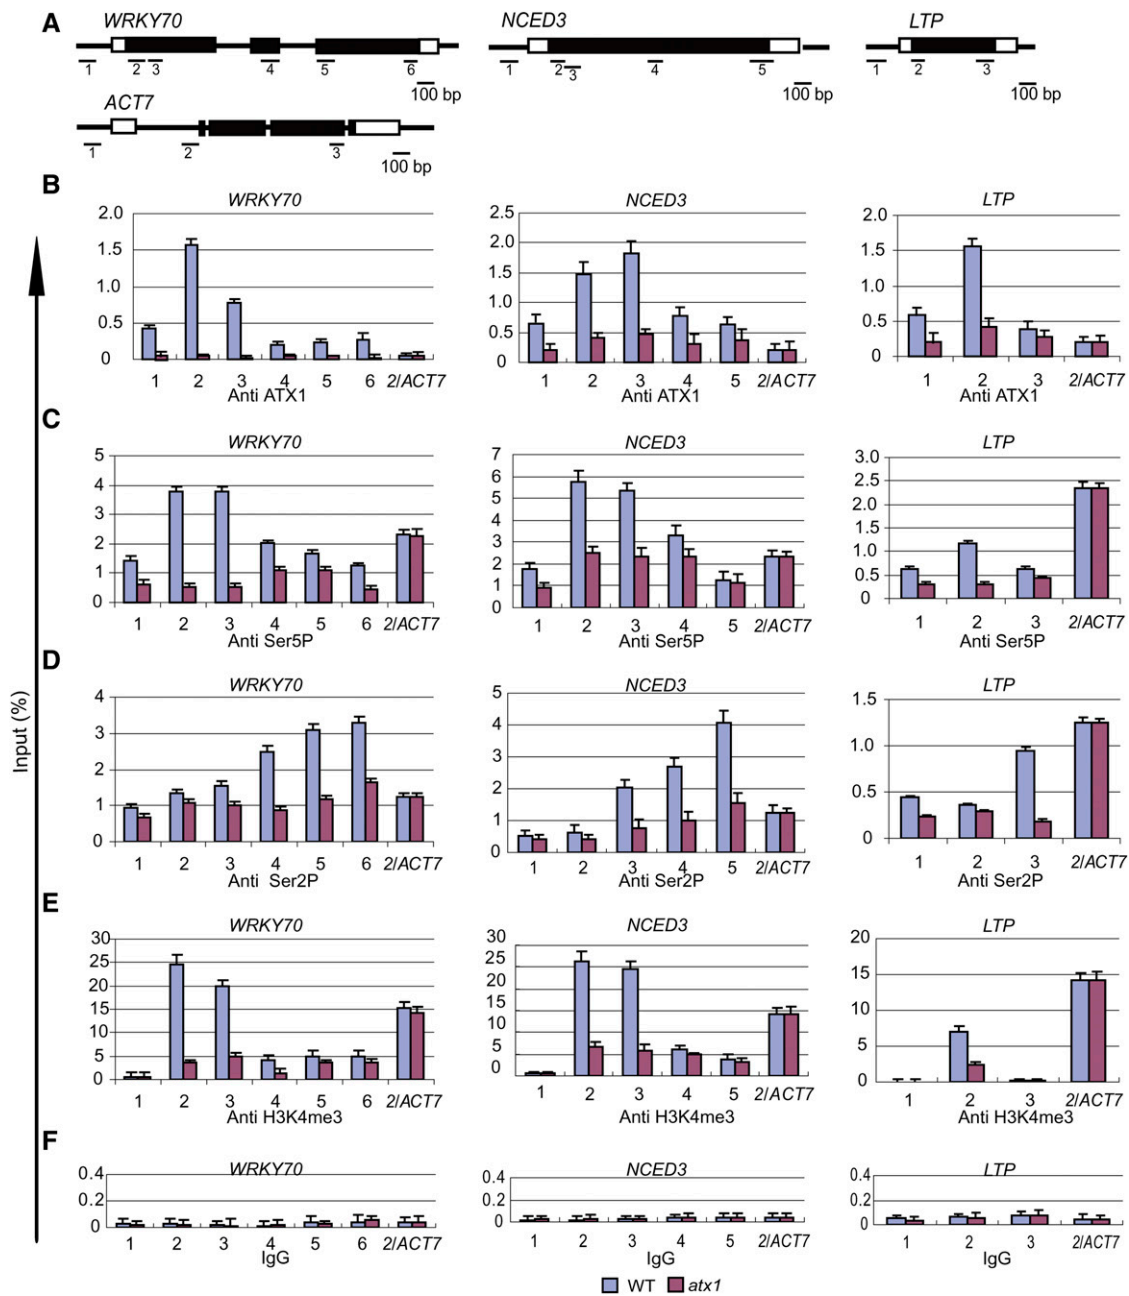 A
WRKY70
NCED3
LTP
1 2 3 4 5 6
100 bp
1 2 3 4 5
100 bp
1 2 3
100 bp
ACT7
1 2 3
100 bp
B
WRKY70
2.0
1.5
1.0
0.5
0
1 2 3 4 5 6 2/ACT7
Anti ATX1
NCED3
2.5
2.0
1.5
1.0
0.5
0
1 2 3 4 5 2/ACT7
Anti ATX1
LTP
2.0
1.5
1.0
0.5
0
1 2 3 2/ACT7
Anti ATX1
C
WRKY70
5
4
3
2
1
0
1 2 3 4 5 6 2/ACT7
Anti Ser5P
NCED3
7
6
5
4
3
2
1
0
1 2 3 4 5 2/ACT7
Anti Ser5P
LTP
3.0
2.5
2.0
1.5
1.0
0.5
0
1 2 3 2/ACT7
Anti Ser5P
Input (%)
D
WRKY70
4
3
2
1
0
1 2 3 4 5 6 2/ACT7
Anti Ser2P
NCED3
5
4
3
2
1
0
1 2 3 4 5 2/ACT7
Anti Ser2P
LTP
1.5
1.0
0.5
0
1 2 3 2/ACT7
Anti Ser2P
E
WRKY70
30
25
20
15
10
5
0
1 2 3 4 5 6 2/ACT7
Anti H3K4me3
NCED3
30
25
20
15
10
5
0
1 2 3 4 5 2/ACT7
Anti H3K4me3
LTP
20
15
10
5
0
1 2 3 2/ACT7
Anti H3K4me3
F
WRKY70
0.4
0.2
0
1 2 3 4 5 6 2/ACT7
IgG
NCED3
0.4
0.2
0
1 2 3 4 5 2/ACT7
IgG
LTP
0.4
0.2
0
1 2 3 2/ACT7
IgG
WT atx1